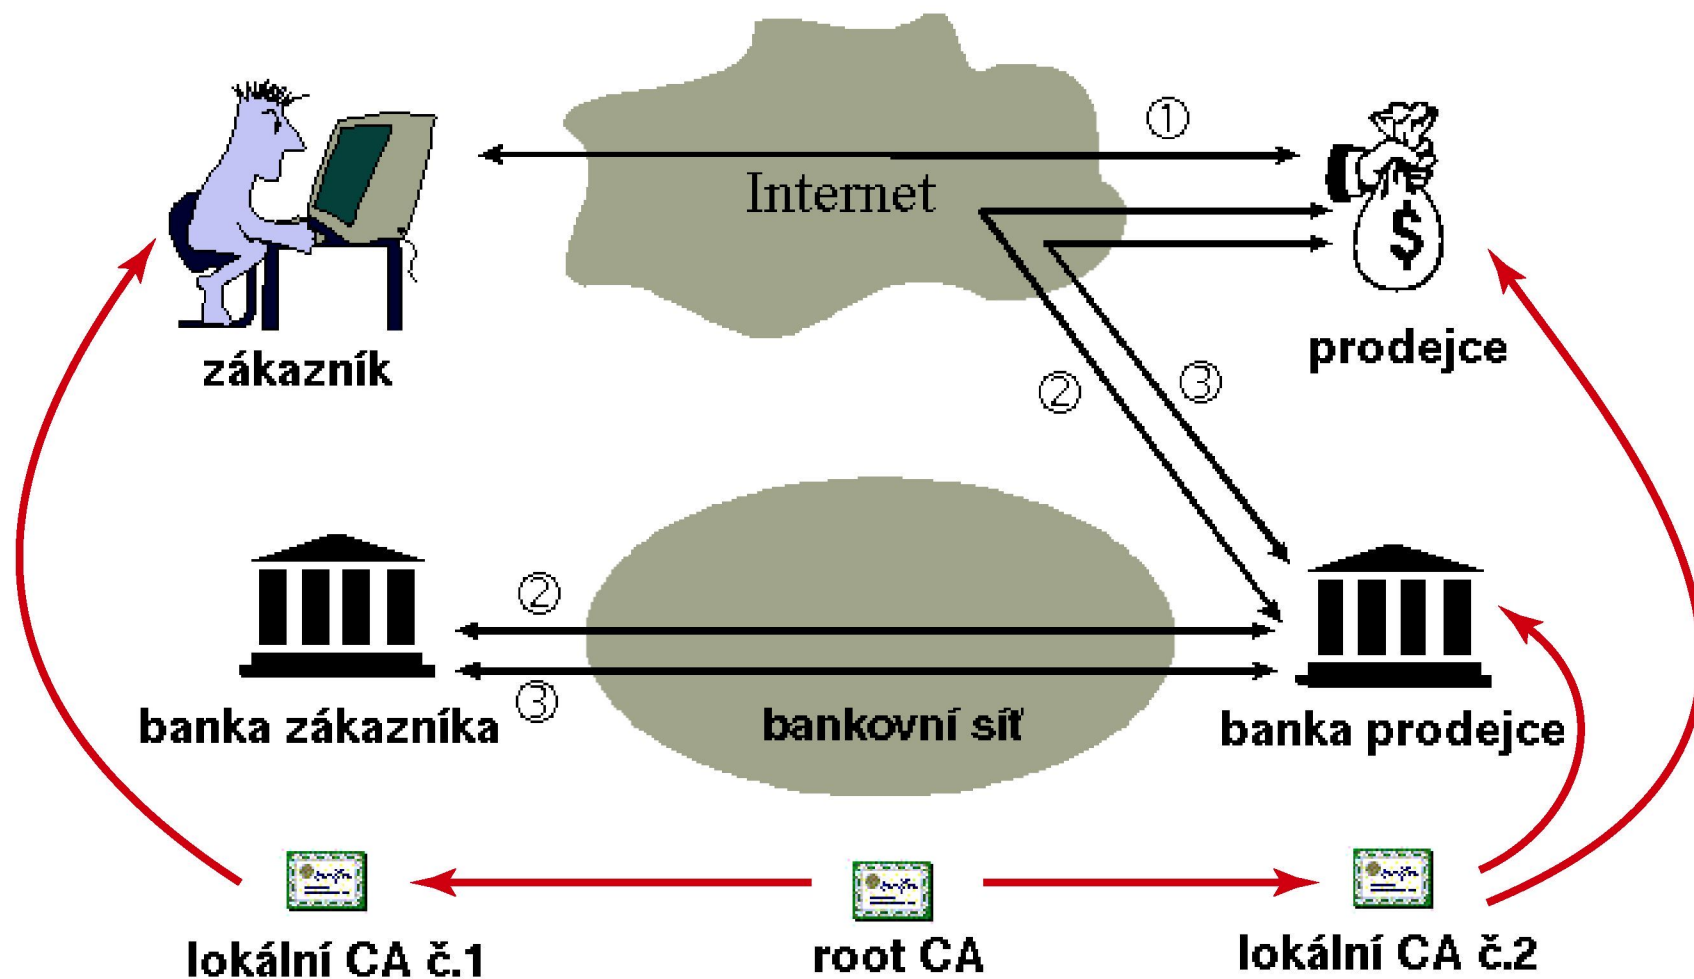 ①
Internet
$
zákazník
prodejce
②
③
②
③
banka zákazníka
bankovní síť
banka prodejce
lokální CA č.1
root CA
lokální CA č.2